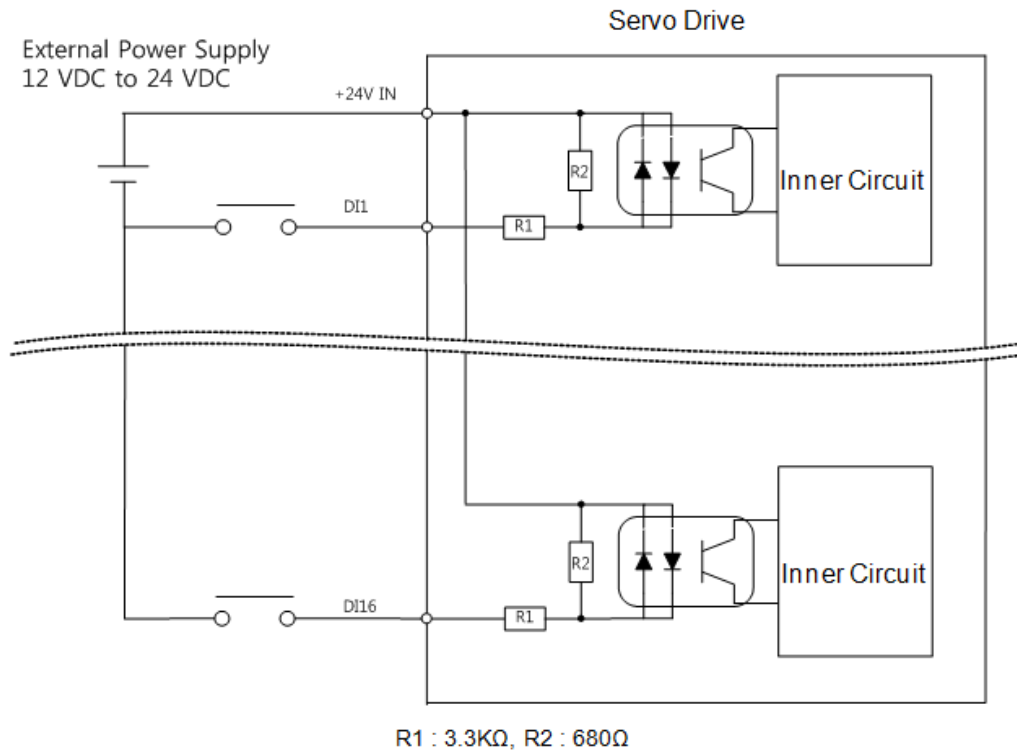 Servo Drive
External Power Supply
12 VDC to 24 VDC
+24V IN
R2
Inner Circuit
DI1
R1
R2
Inner Circuit
DI16
R1
R1 : 3.3KΩ, R2 : 680Ω